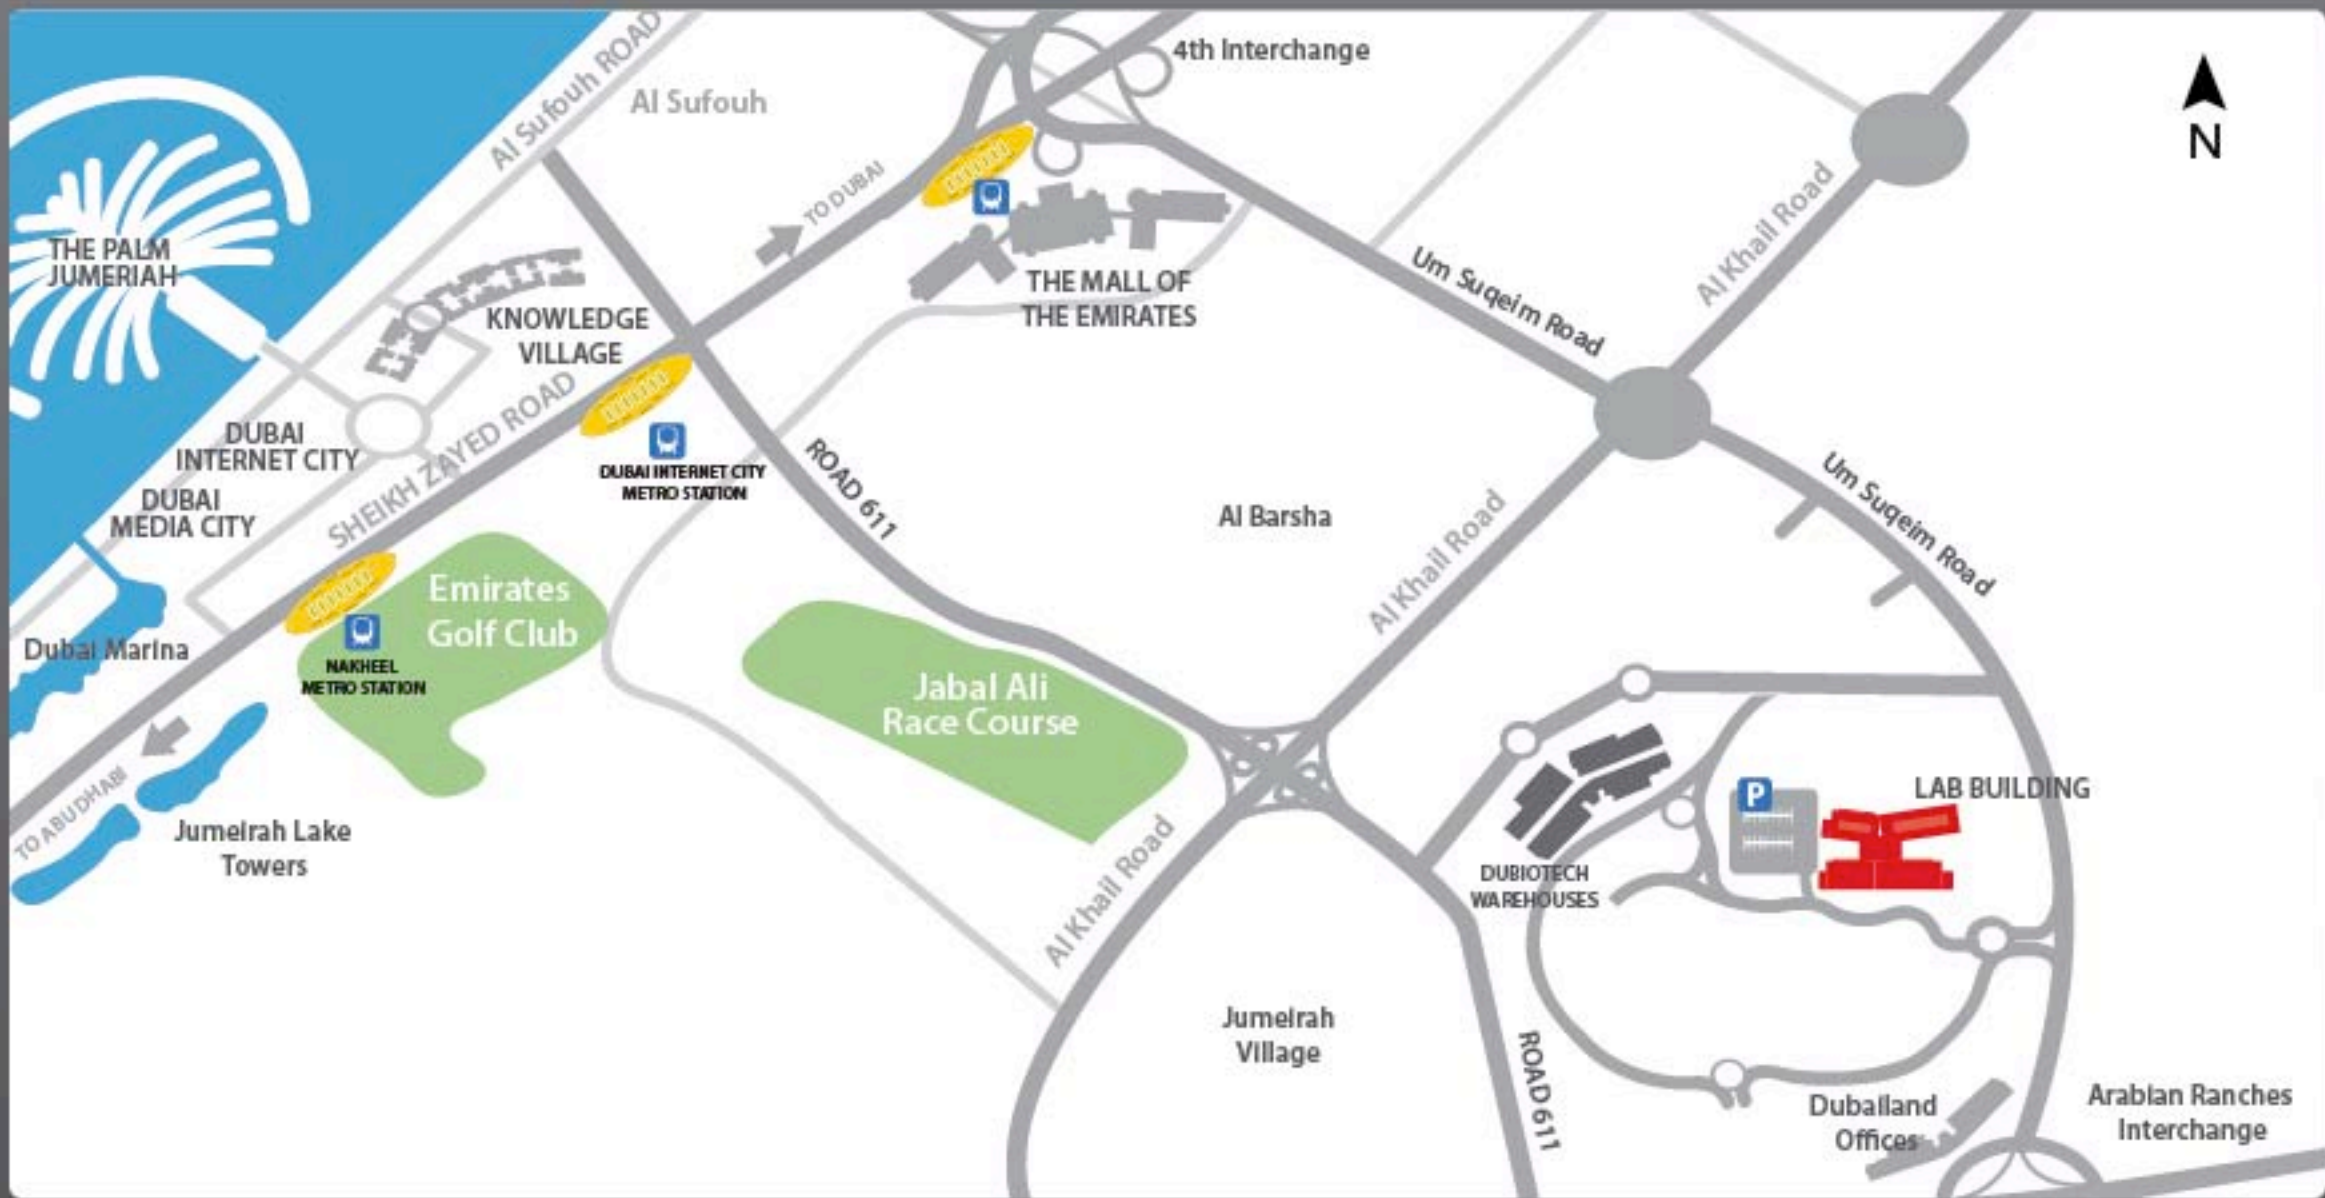 Al Sufouh ROAD
Al Sufouh
4th Interchange
N
TO DUBAI
Al Khail Road
THE PALM
JUMERIAH
KNOWLEDGE
VILLAGE
THE MALL OF
THE EMIRATES
Um Suqeim Road
DUBAI
INTERNET CITY
SHEIKH ZAYED ROAD
DUBAI INTERNET CITY
METRO STATION
ROAD 611
DUBAI
MEDIA CITY
Al Barsha
Al Khail Road
Um Suqeim Road
Emirates
Golf Club
Dubai Marina
NAKHEEL
METRO STATION
Jabal Ali
Race Course
TO ABU DHABI
Jumeirah Lake
Towers
P
LAB BUILDING
DUBIOTECH
WAREHOUSES
Al Khail Road
Jumeirah
Village
ROAD 611
Dubailand
Offices
Arabian Ranches
Interchange